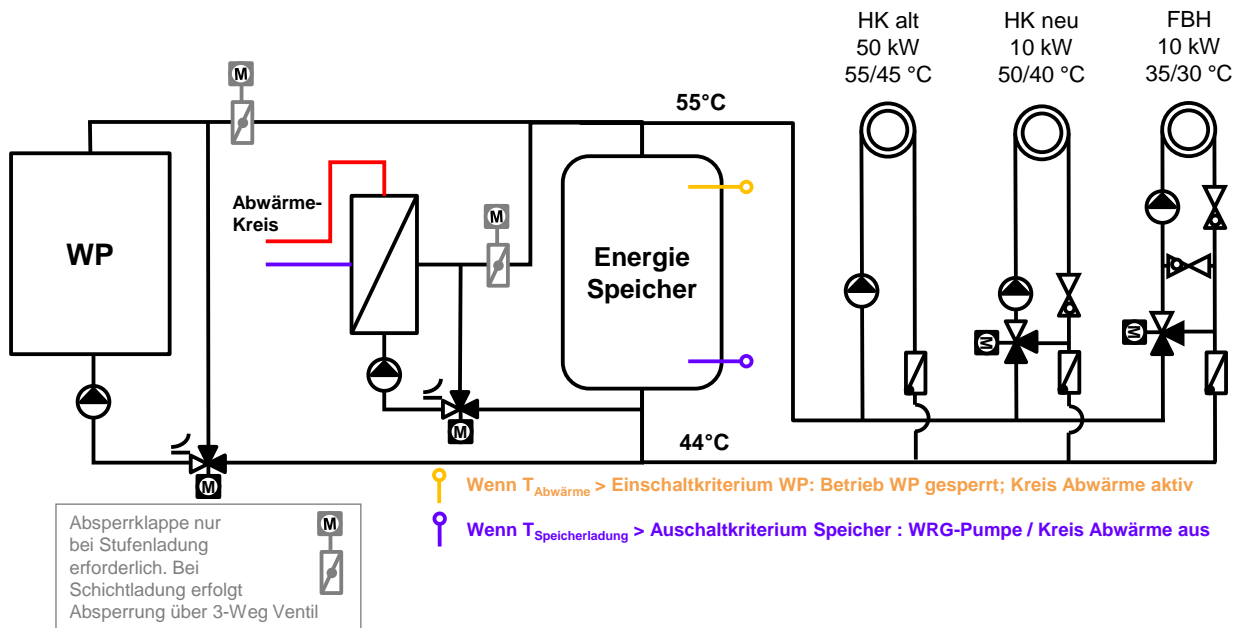 HK alt
50 kW
55/45 °C
HK neu
10 kW
50/40 °C
FBH
10 kW
35/30 °C
M
55°C
Abwärme-
Kreis
M
WP
Energie
Speicher
M
M
M
M
44°C
Wenn TAbwärme > Einschaltkriterium WP: Betrieb WP gesperrt; Kreis Abwärme aktiv
Wenn TSpeicherladung > Auschaltkriterium Speicher : WRG-Pumpe / Kreis Abwärme aus
Absperrklappe nur
bei Stufenladung
erforderlich. Bei
Schichtladung erfolgt
Absperrung über 3-Weg Ventil
M